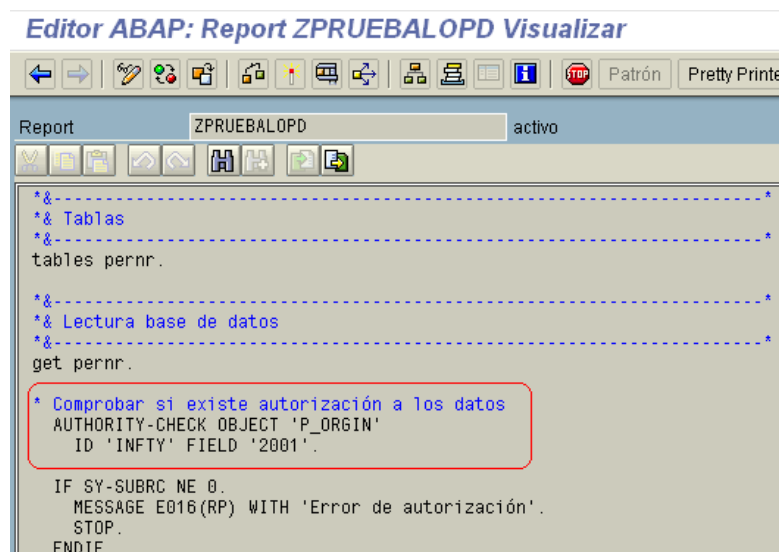 Editor ABAP: Report ZPRUEBALOPD Visualizar
STOP Patrón Pretty Printe
Report ZPRUEBALOPD activo
*&---------------------------------------------------------------------*
*& Tablas
*&---------------------------------------------------------------------*
tables pernr.
*&---------------------------------------------------------------------*
*& Lectura base de datos
*&---------------------------------------------------------------------*
get pernr.
* Comprobar si existe autorización a los datos
AUTHORITY-CHECK OBJECT 'P_ORGIN'
ID 'INFTY' FIELD '2001'.
IF SY-SUBRC NE 0.
MESSAGE E016(RP) WITH 'Error de autorización'.
STOP.
ENDIF